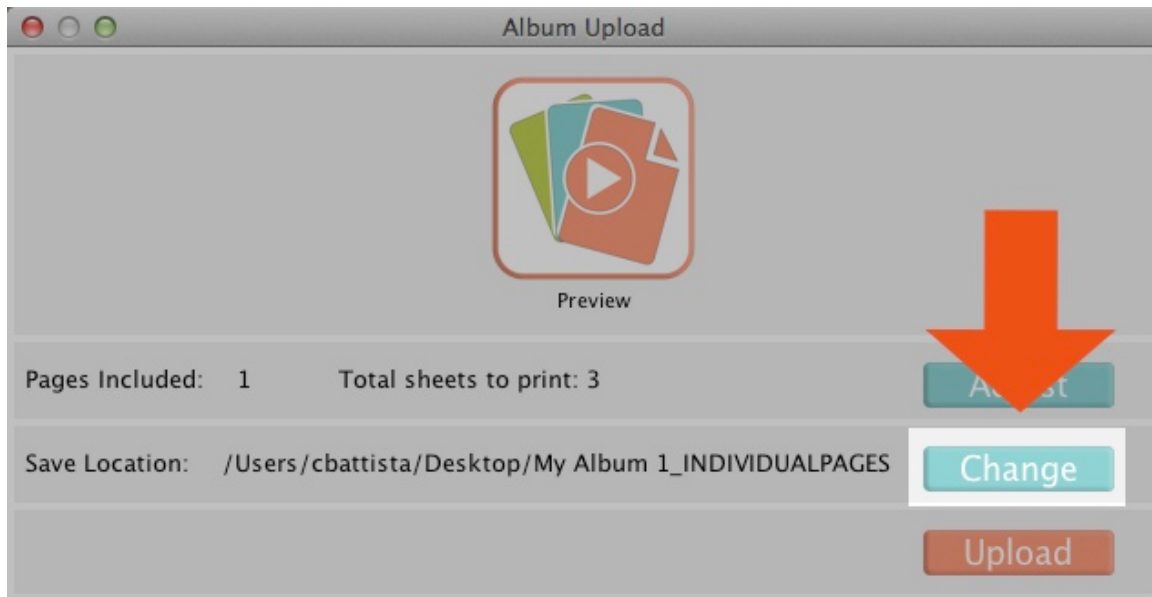 Album Upload
Preview
Pages Included: 1 Total sheets to print: 3
Save Location: /Users/cbattista/Desktop/My Album 1_INDIVIDUALPAGES Change
Upload